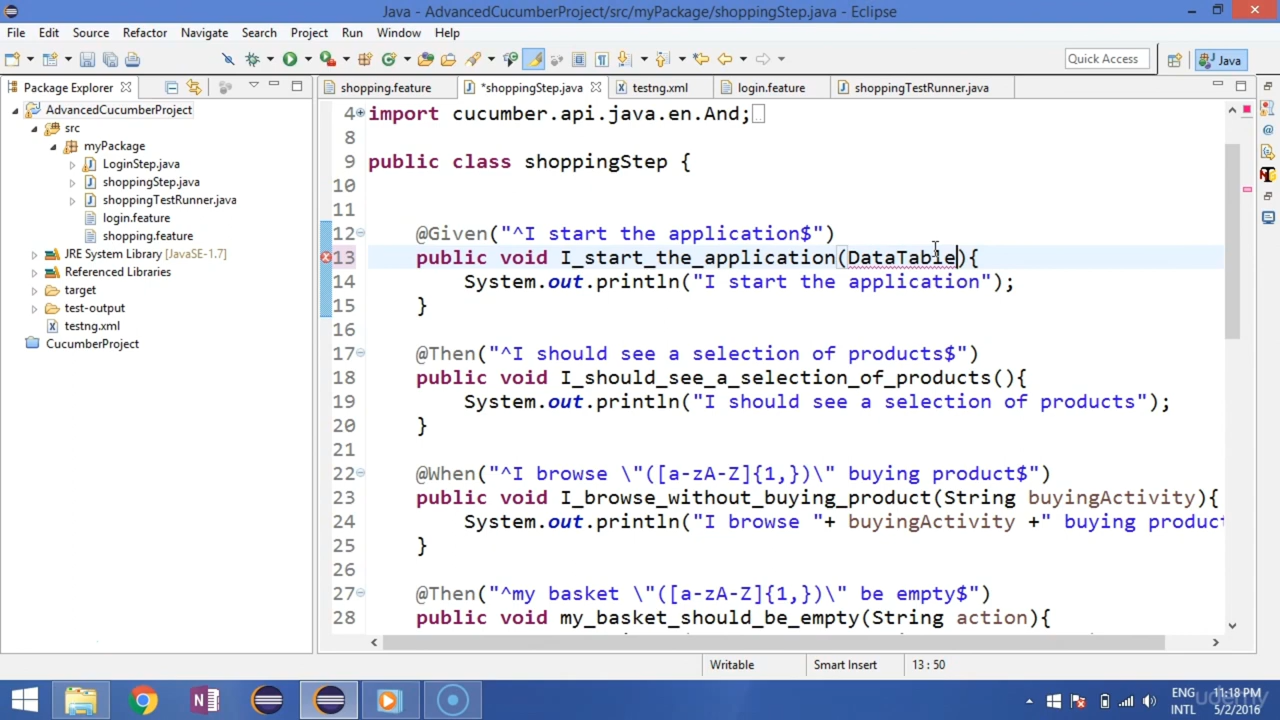 Java - AdvancedCucumberProject/src/myPackage/shoppingStep.java - Eclipse
File Edit Source Refactor Navigate Search Project Run Window Help
Quick Access Java
Package Explorer shopping.feature *shoppingStep.java testng.xml login.feature shoppingTestRunner.java
AdvancedCucumberProject
src
myPackage
LoginStep.java
shoppingStep.java
shoppingTestRunner.java
login.feature
shopping.feature
JRE System Library [JavaSE-1.7]
Referenced Libraries
target
test-output
testng.xml
CucumberProject
4 import cucumber.api.java.en.And;
8
9 public class shoppingStep {
10
11
12 @Given("^I start the application$")
13 public void I_start_the_application(DataTable){
14 System.out.println("I start the application");
15 }
16
17 @Then("^I should see a selection of products$")
18 public void I_should_see_a_selection_of_products(){
19 System.out.println("I should see a selection of products");
20 }
21
22 @When("^I browse \"([a-zA-Z]{1,})\" buying product$")
23 public void I_browse_without_buying_product(String buyingActivity){
24 System.out.println("I browse "+ buyingActivity +" buying product
25 }
26
27 @Then("^my basket \"([a-zA-Z]{1,})\" be empty$")
28 public void my_basket_should_be_empty(String action){
Writable Smart Insert 13 : 50
ENG 11:18 PM
INTL 5/2/2016
udemy